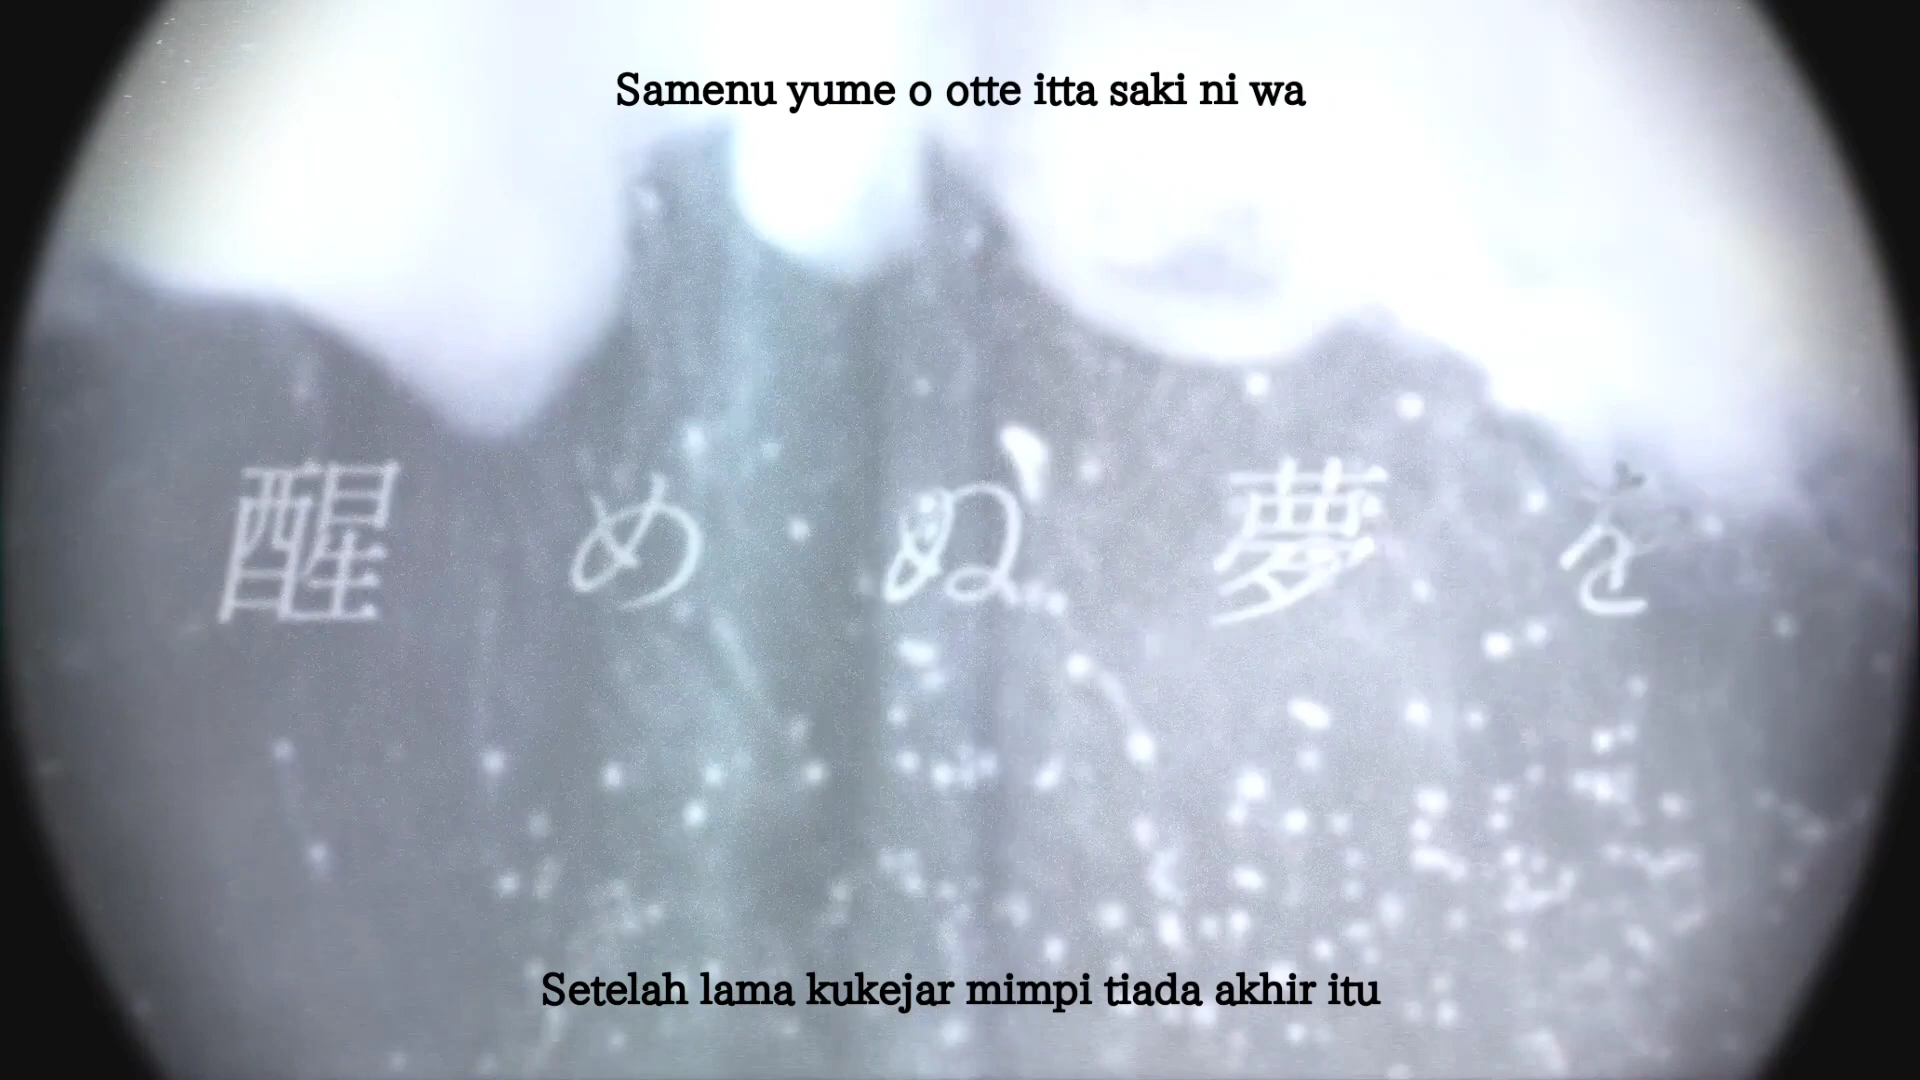 Samenu yume o otte itta saki ni wa
醒めぬ夢を
Setelah lama kukejar mimpi tiada akhir itu